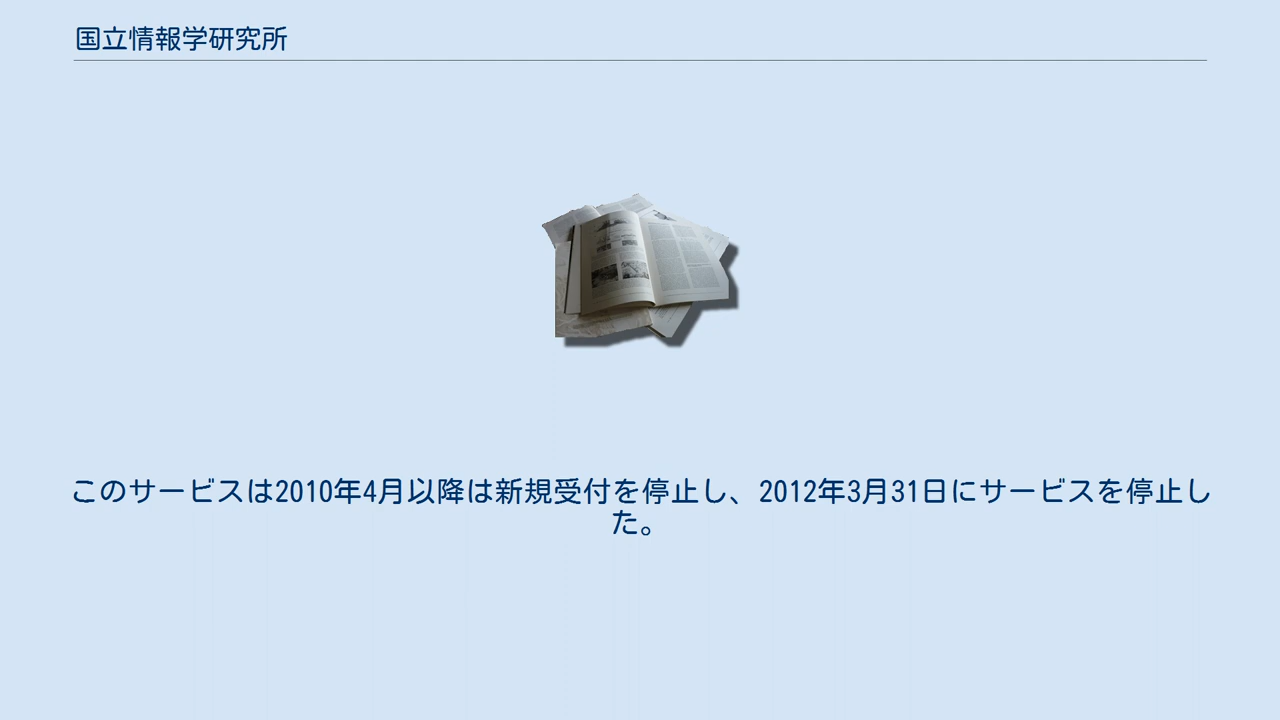 国立情報学研究所
このサービスは2010年4月以降は新規受付を停止し、2012年3月31日にサービスを停止し
た。